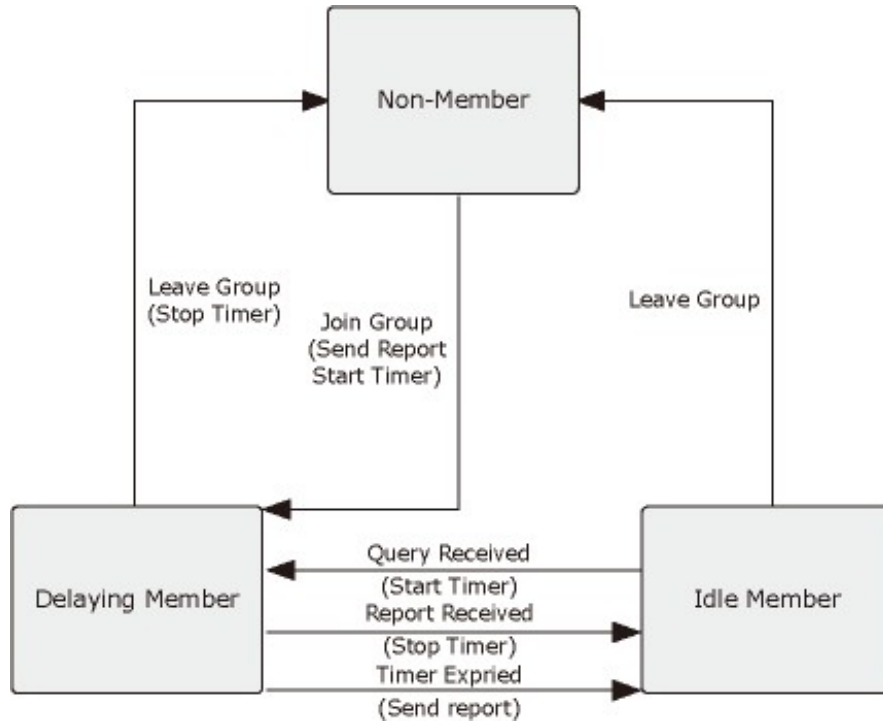 Non-Member
Leave Group
(Stop Timer)
Join Group
(Send Report
Start Timer)
Leave Group
Delaying Member
Query Received
(Start Timer)
Report Received
(Stop Timer)
Timer Expried
(Send report)
Idle Member